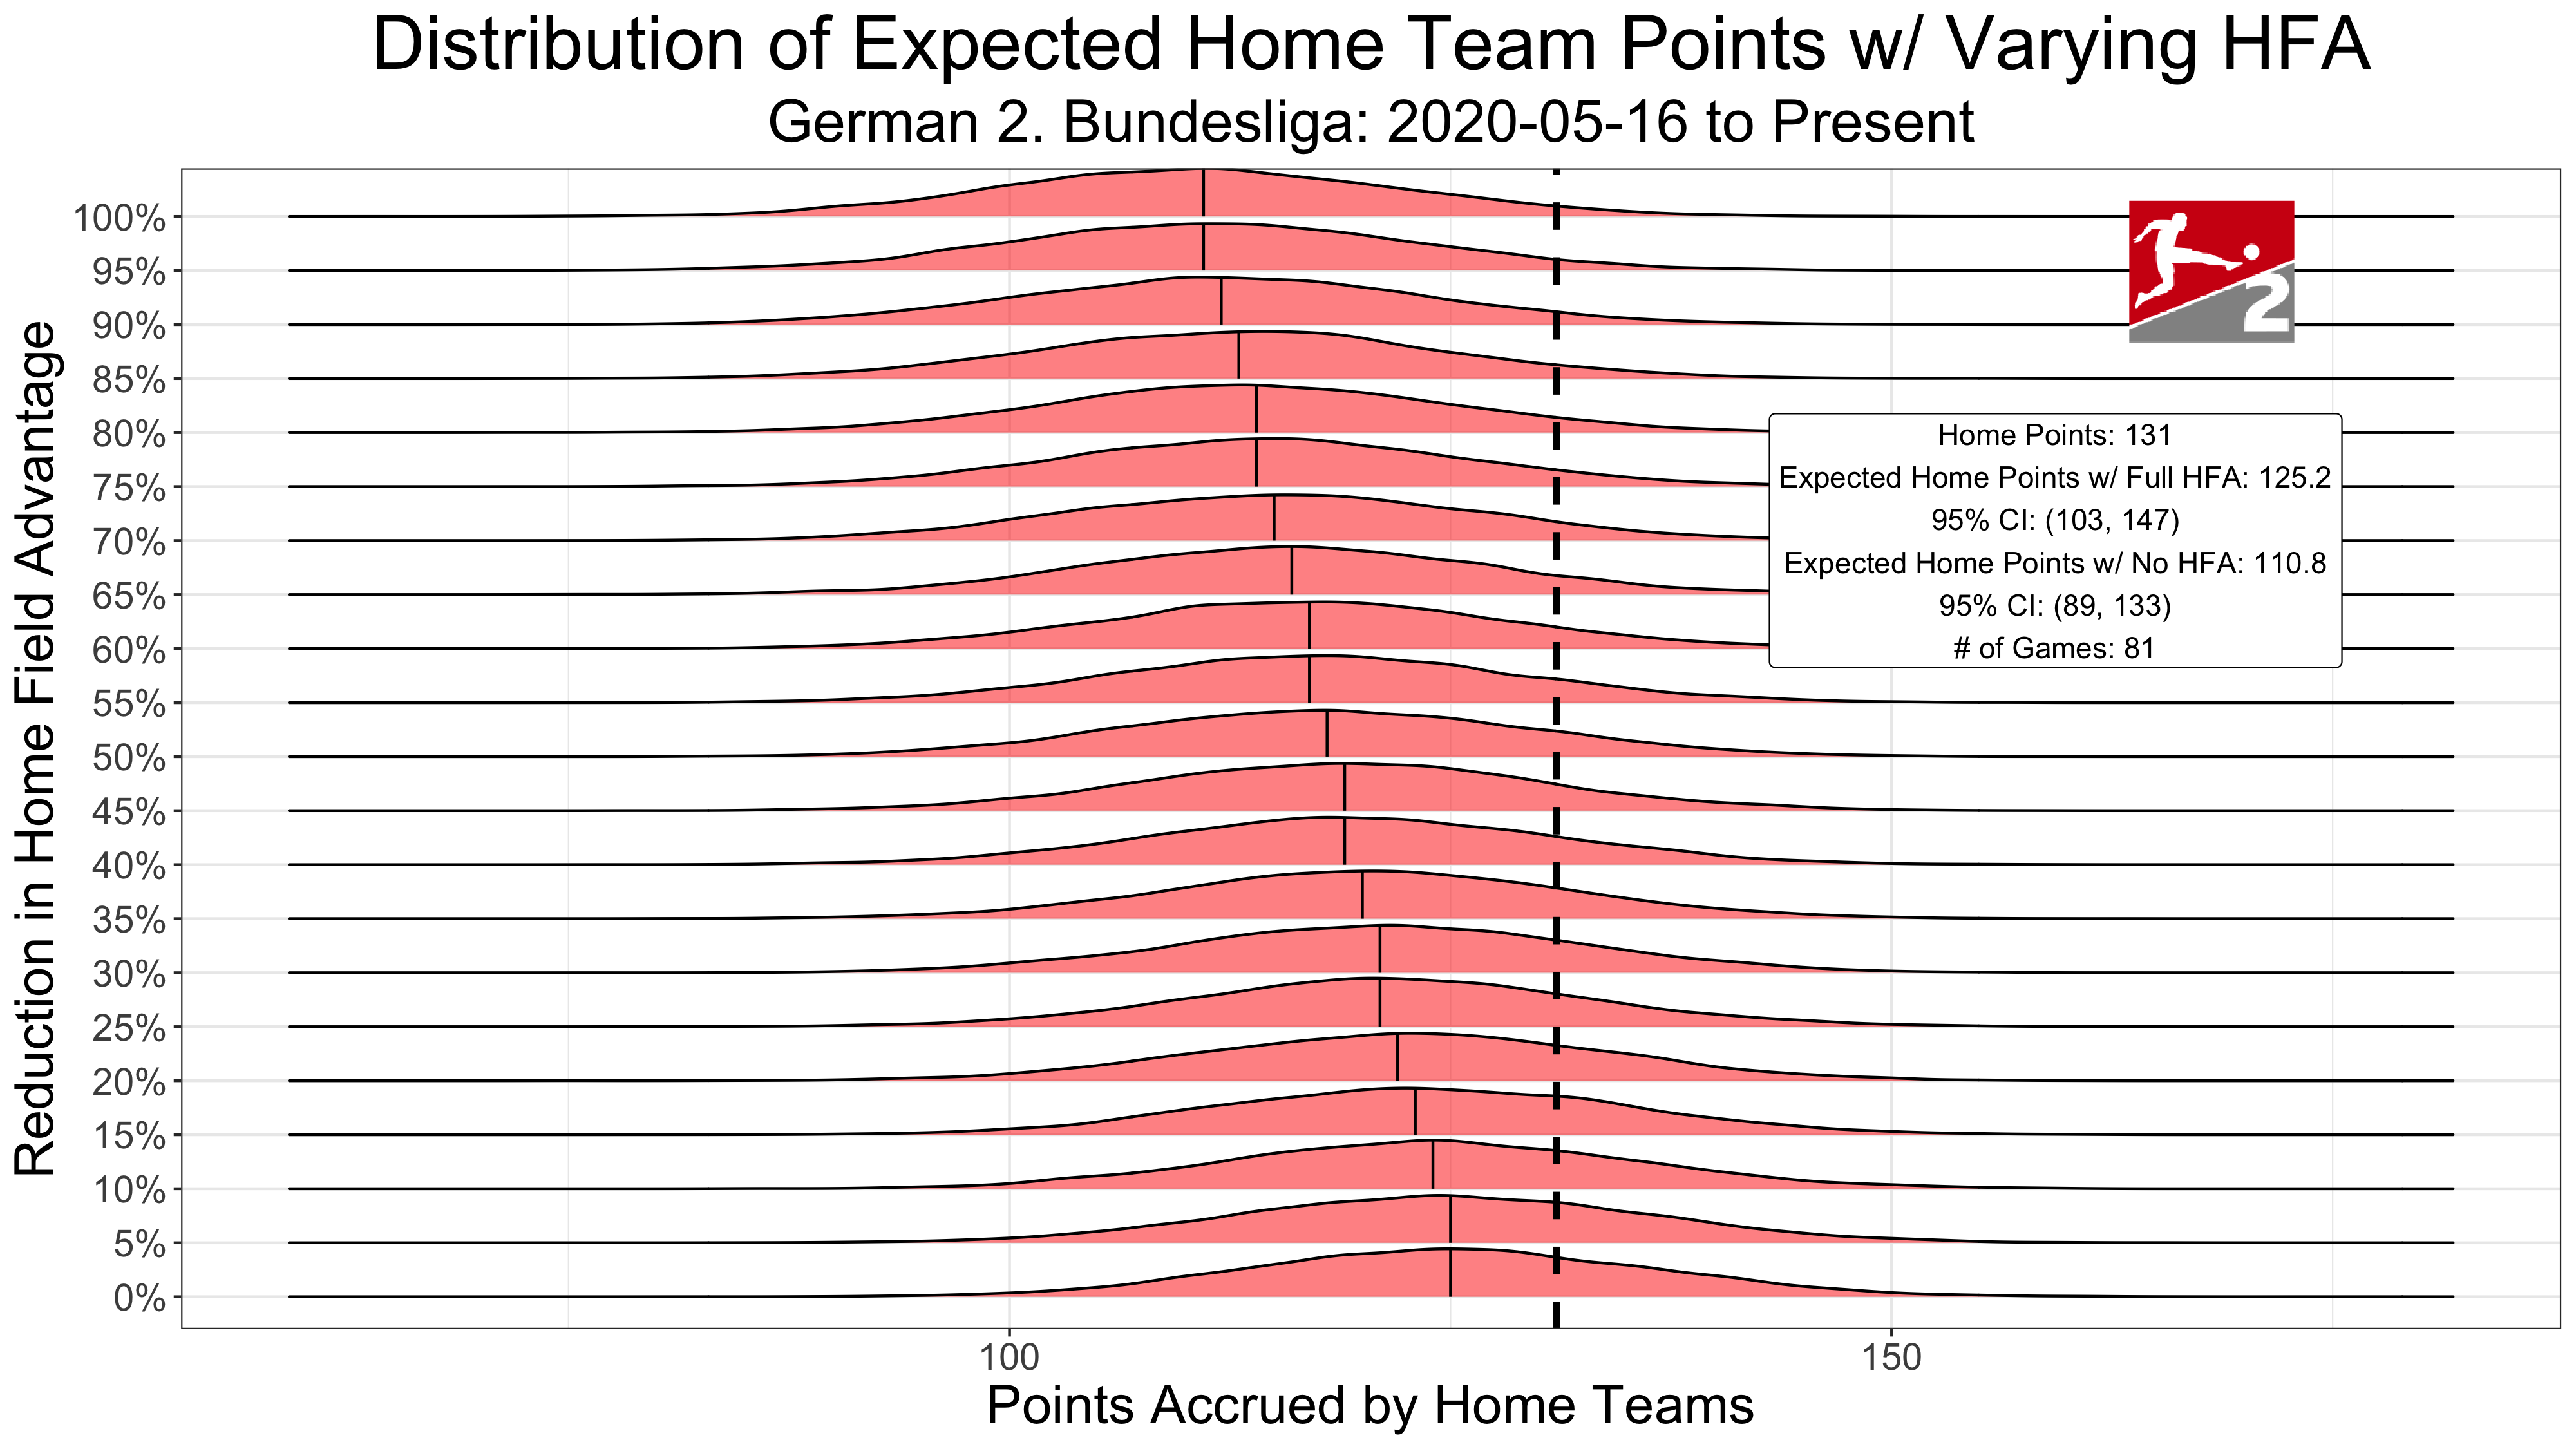 Distribution of Expected Home Team Points w/ Varying HFA
German 2. Bundesliga: 2020-05-16 to Present
Reduction in Home Field Advantage
100%
95%
90%
85%
80%
75%
70%
65%
60%
55%
50%
45%
40%
35%
30%
25%
20%
15%
10%
5%
0%
2
Home Points: 131
Expected Home Points w/ Full HFA: 125.2
95% CI: (103, 147)
Expected Home Points w/ No HFA: 110.8
95% CI: (89, 133)
# of Games: 81
100
150
Points Accrued by Home Teams